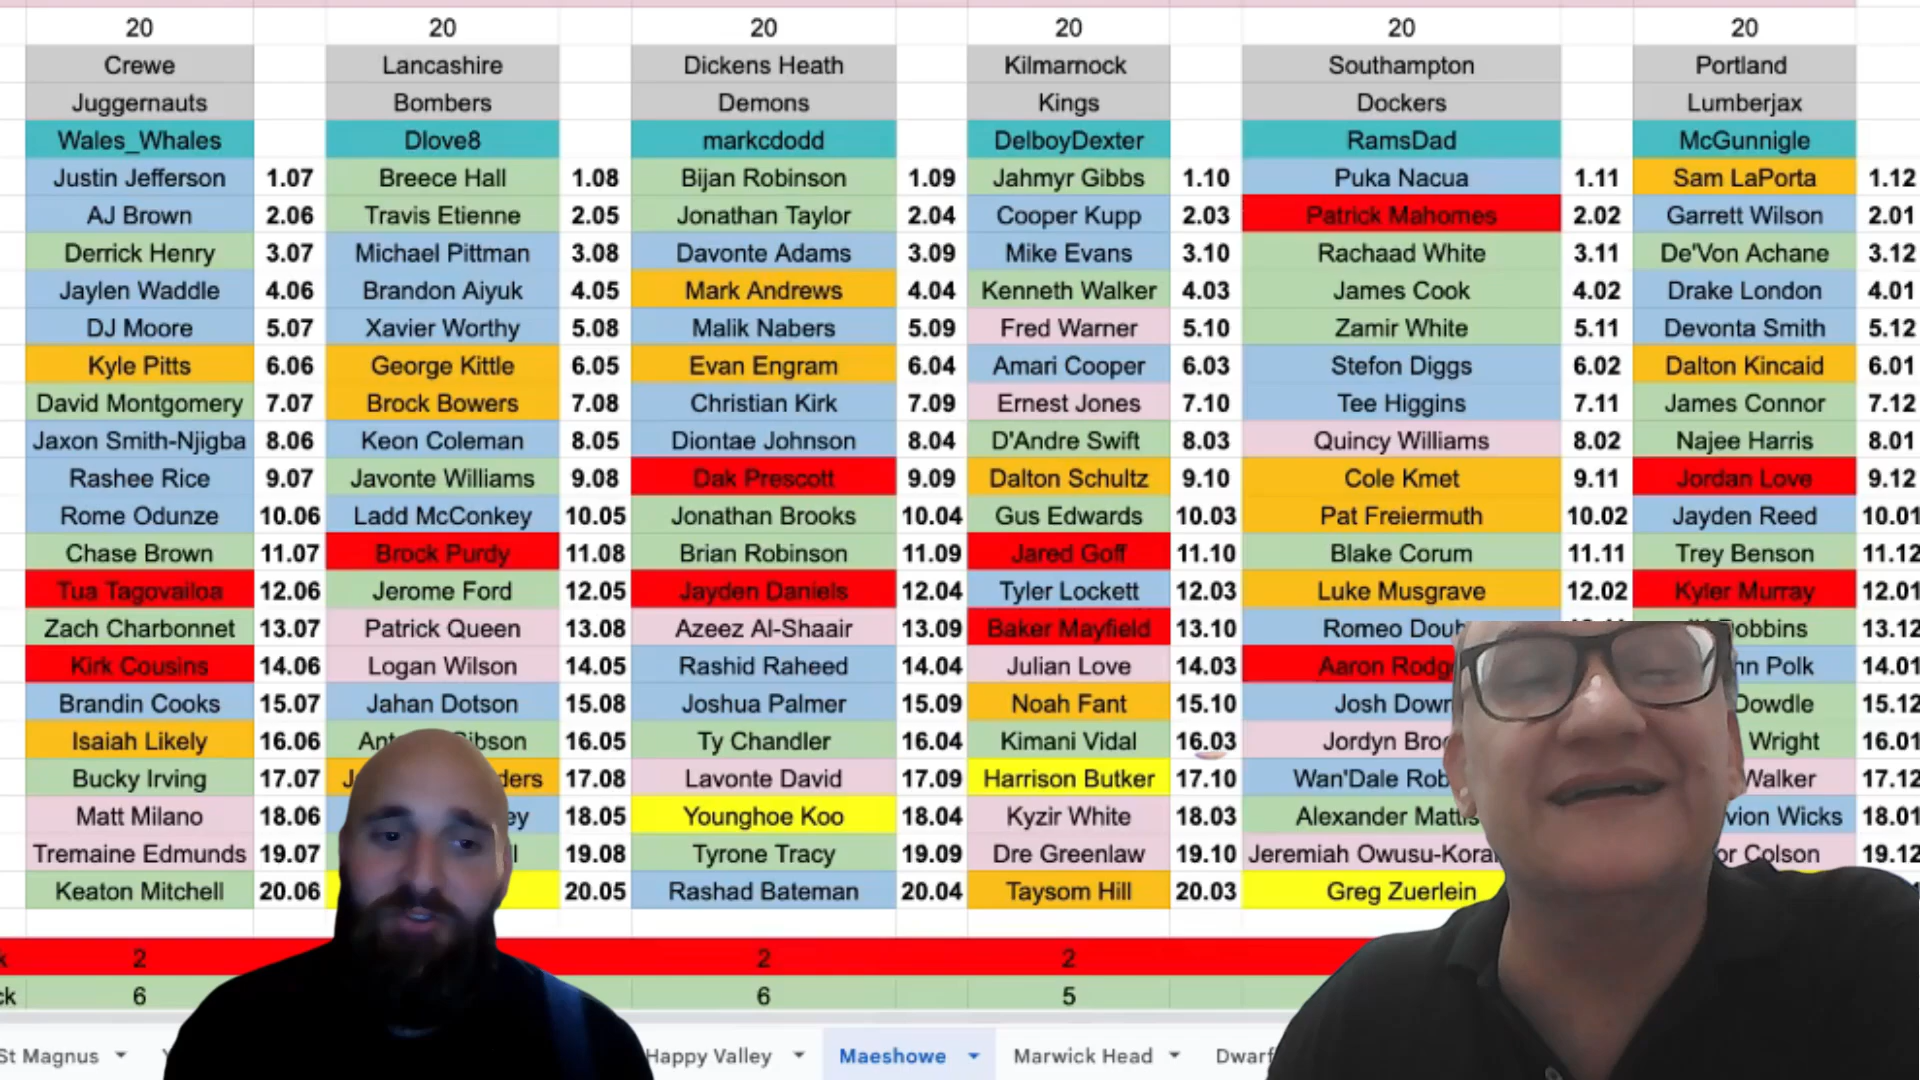 20 20 20 20 20 20
Crewe Lancashire Dickens Heath Kilmarnock Southampton Portland
Juggernauts Bombers Demons Kings Dockers Lumberjax
Wales_Whales Dlove8 markcdodd DelboyDexter RamsDad McGunnigle
Justin Jefferson 1.07 Breece Hall 1.08 Bijan Robinson 1.09 Jahmyr Gibbs 1.10 Puka Nacua 1.11 Sam LaPorta 1.12
AJ Brown 2.06 Travis Etienne 2.05 Jonathan Taylor 2.04 Cooper Kupp 2.03 Patrick Mahomes 2.02 Garrett Wilson 2.01
Derrick Henry 3.07 Michael Pittman 3.08 Davonte Adams 3.09 Mike Evans 3.10 Rachaad White 3.11 De'Von Achane 3.12
Jaylen Waddle 4.06 Brandon Aiyuk 4.05 Mark Andrews 4.04 Kenneth Walker 4.03 James Cook 4.02 Drake London 4.01
DJ Moore 5.07 Xavier Worthy 5.08 Malik Nabers 5.09 Fred Warner 5.10 Zamir White 5.11 Devonta Smith 5.12
Kyle Pitts 6.06 George Kittle 6.05 Evan Engram 6.04 Amari Cooper 6.03 Stefon Diggs 6.02 Dalton Kincaid 6.01
David Montgomery 7.07 Brock Bowers 7.08 Christian Kirk 7.09 Ernest Jones 7.10 Tee Higgins 7.11 James Connor 7.12
Jaxon Smith-Njigba 8.06 Keon Coleman 8.05 Diontae Johnson 8.04 D'Andre Swift 8.03 Quincy Williams 8.02 Najee Harris 8.01
Rashee Rice 9.07 Javonte Williams 9.08 Dak Prescott 9.09 Dalton Schultz 9.10 Cole Kmet 9.11 Jordan Love 9.12
Rome Odunze 10.06 Ladd McConkey 10.05 Jonathan Brooks 10.04 Gus Edwards 10.03 Pat Freiermuth 10.02 Jayden Reed 10.01
Chase Brown 11.07 Brock Purdy 11.08 Brian Robinson 11.09 Jared Goff 11.10 Blake Corum 11.11 Trey Benson 11.12
Tua Tagovailoa 12.06 Jerome Ford 12.05 Jayden Daniels 12.04 Tyler Lockett 12.03 Luke Musgrave 12.02 Kyler Murray 12.01
Zach Charbonnet 13.07 Patrick Queen 13.08 Azeez Al-Shaair 13.09 Baker Mayfield 13.10 Romeo 13.12
Kirk Cousins 14.06 Logan Wilson 14.05 Rashid Raheed 14.04 Julian Love 14.03 Aaron Polk 14.01
Brandin Cooks 15.07 Jahan Dotson 15.08 Joshua Palmer 15.09 Noah Fant 15.10 Josh Dowdle 15.12
Isaiah Likely 16.06 16.05 Ty Chandler 16.04 Kimani Vidal 16.03 Jordyn Wright 16.01
Bucky Irving 17.07 17.08 Lavonte David 17.09 Harrison Butker 17.10 Wan'Dale Walker 17.12
Matt Milano 18.06 18.05 Younghoe Koo 18.04 Kyzir White 18.03 Alexander Wicks 18.01
Tremaine Edmunds 19.07 19.08 Tyrone Tracy 19.09 Dre Greenlaw 19.10 Jeremiah Colson 19.12
Keaton Mitchell 20.06 20.05 Rashad Bateman 20.04 Taysom Hill 20.03 Greg Zuerlein
2 2 2
6 6 5
St Magnus Happy Valley Maeshowe Marwick Head